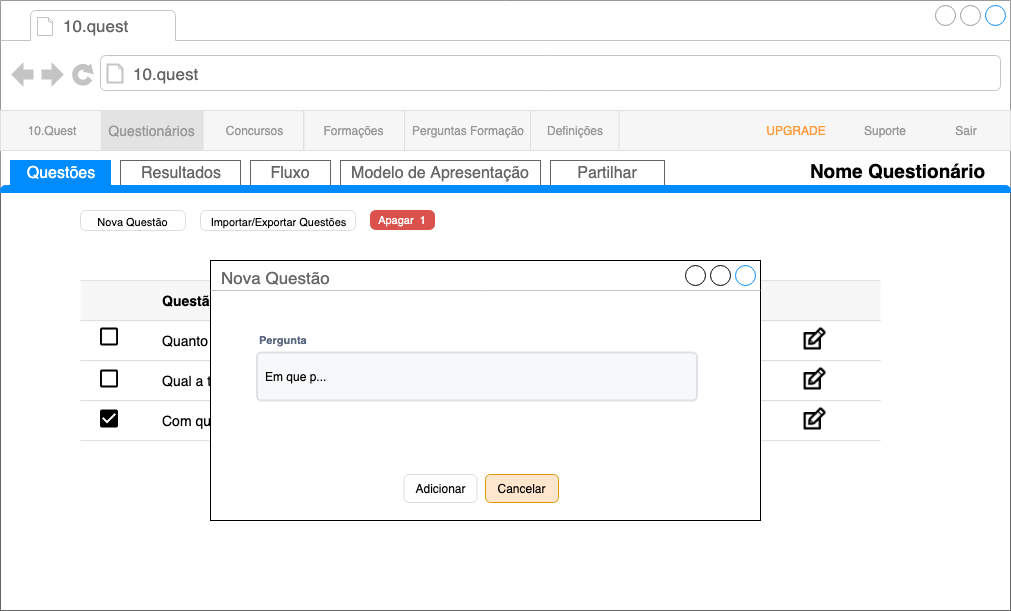 10.quest
10.quest
10.Quest Questionários Concursos Formações Perguntas Formação Definições UPGRADE Suporte Sair
Questões Resultados Fluxo Modelo de Apresentação Partilhar Nome Questionário
Nova Questão Importar/Exportar Questões Apagar 1
Nova Questão
Questã
Pergunta
Quanto
Em que p...
Qual a t
Com qu
Adicionar Cancelar